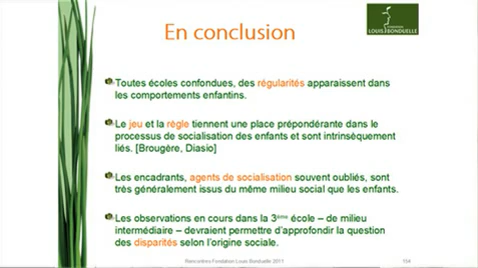 En conclusion
FONDATION
LOUIS BONDUELLE
Toutes écoles confondues, des régularités apparaissent dans
les comportements enfantins.
Le jeu et la règle tiennent une place prépondérante dans le
processus de socialisation des enfants et sont intrinsèquement
liés. [Brougère, Diasio]
Les encadrants, agents de socialisation souvent oubliés, sont
très généralement issus du même milieu social que les enfants.
Les observations en cours dans la 3ième école – de milieu
intermédiaire – devraient permettre d'approfondir la question
des disparités selon l'origine sociale.
Rencontres Fondation Louis Bonduelle 2011
104